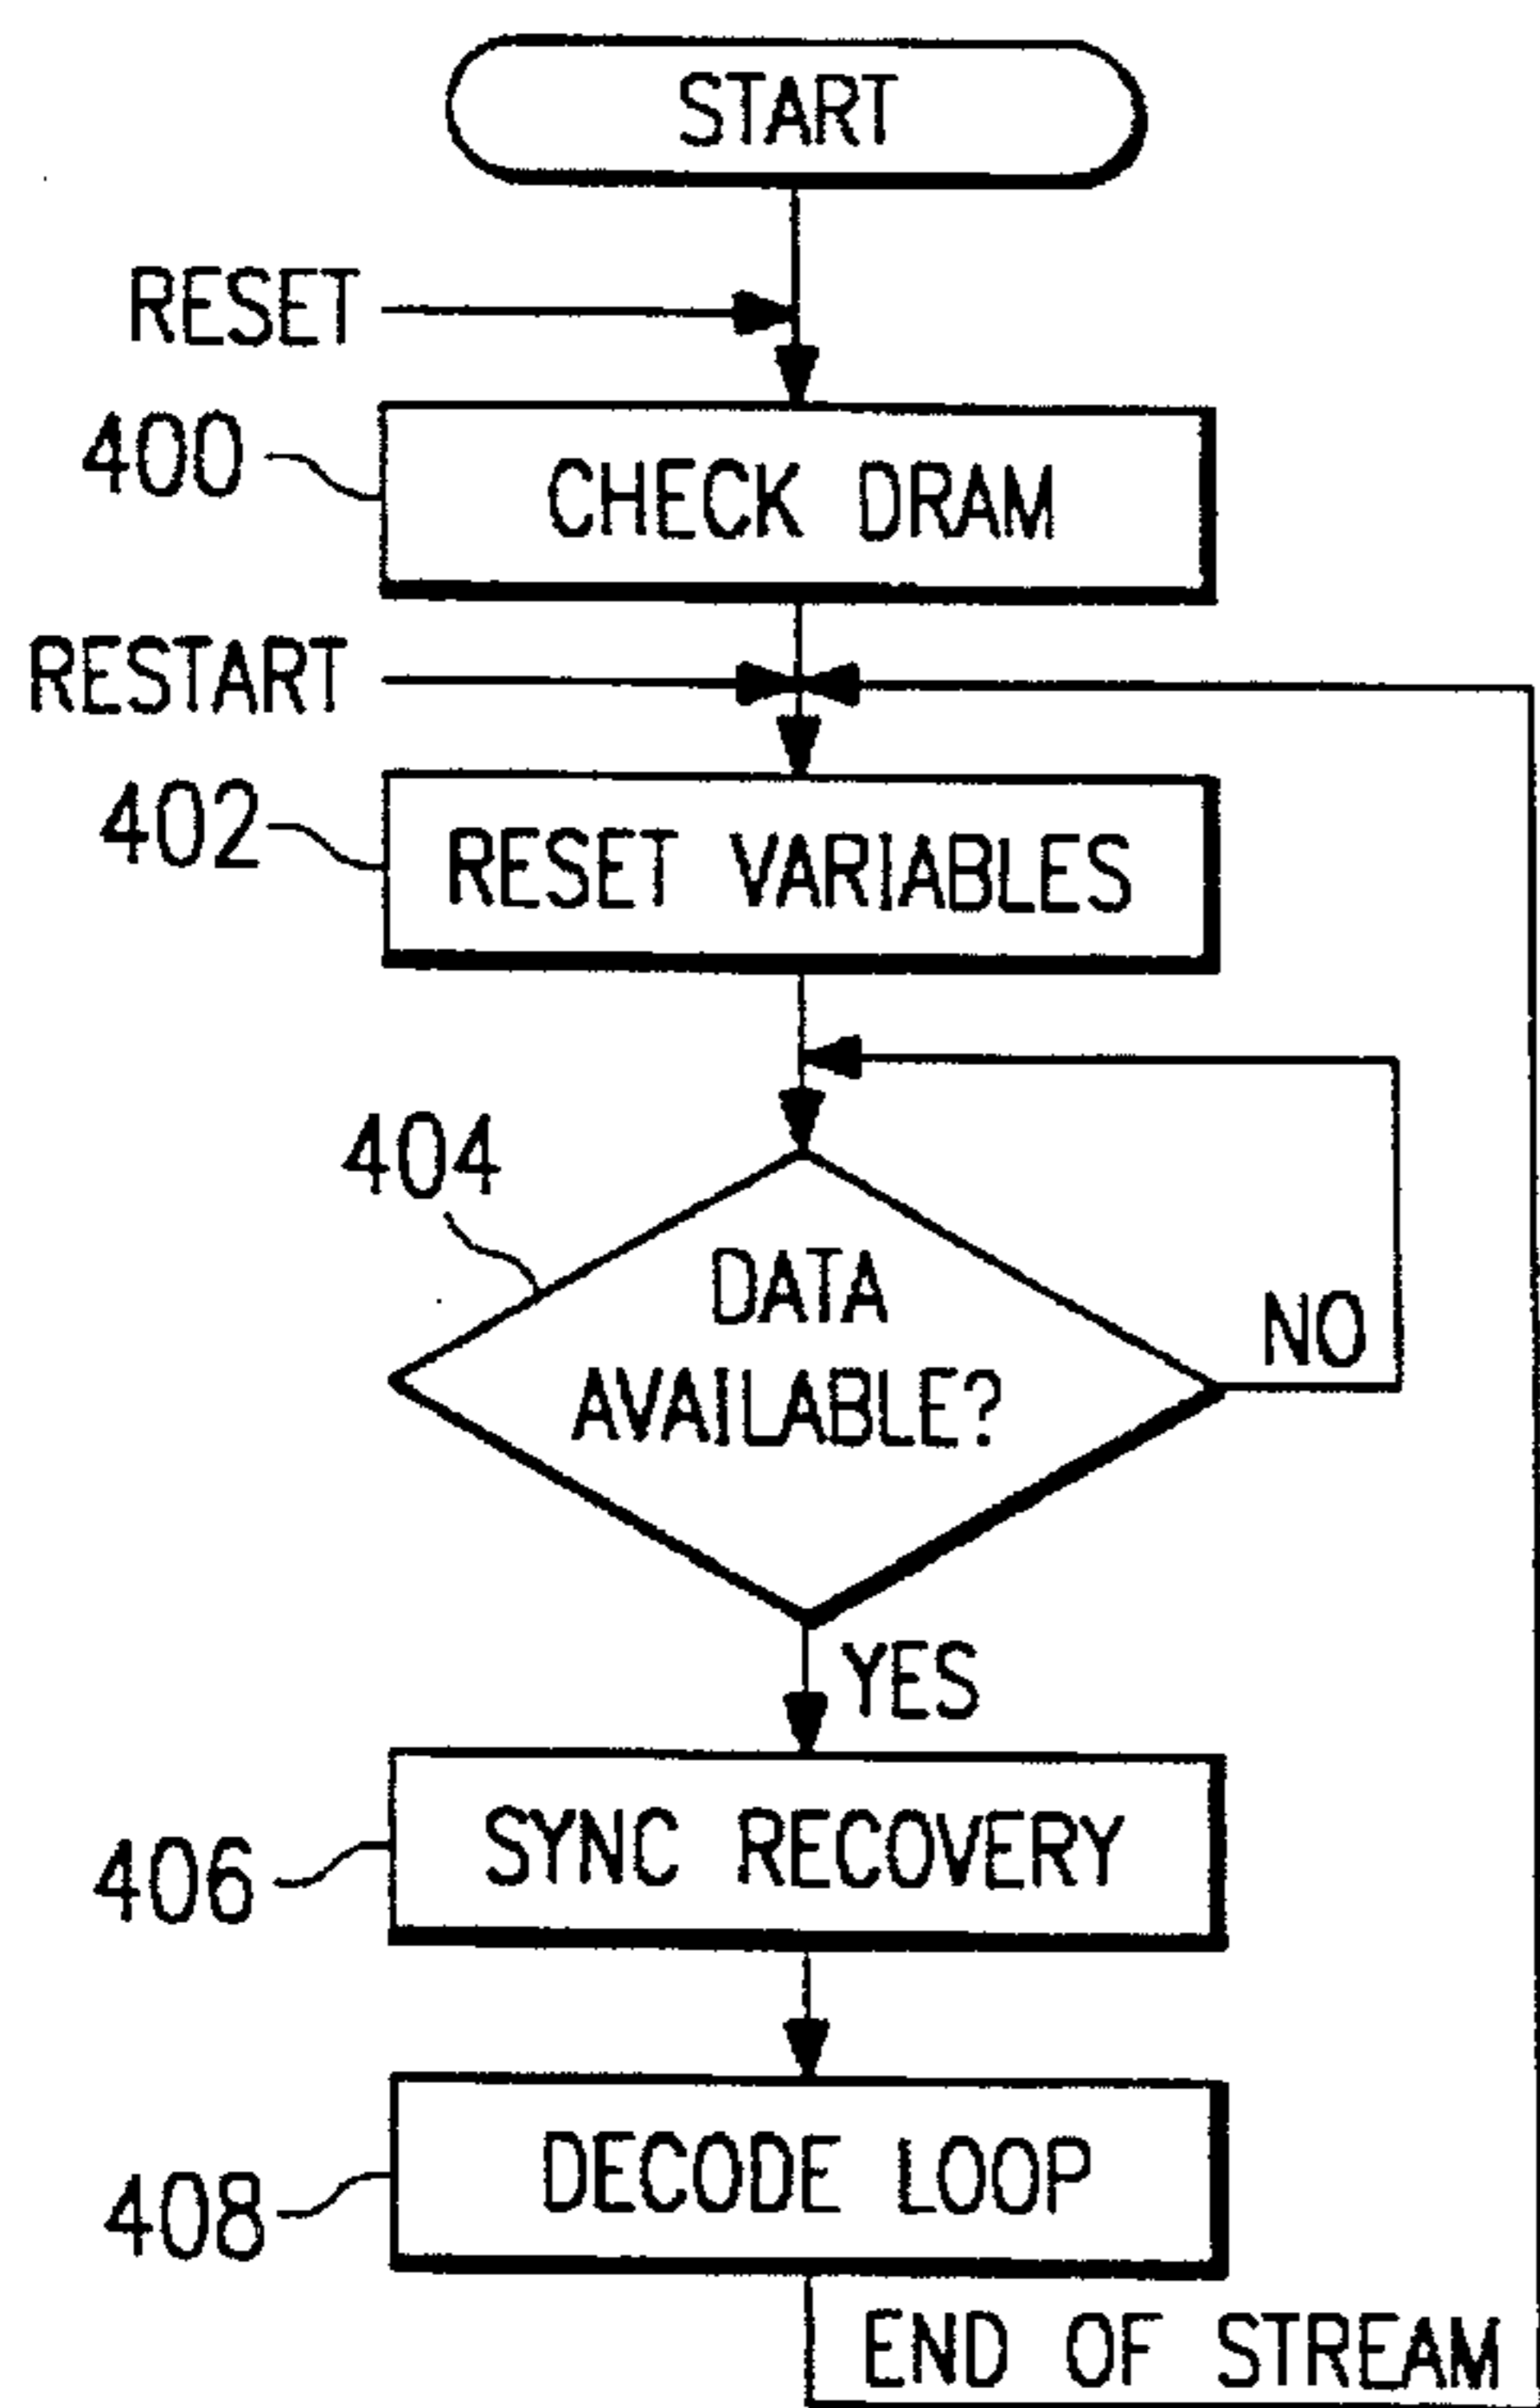 START
RESET
400
CHECK DRAM
RESTART
402
RESET VARIABLES
404
DATA
AVAILABLE?
NO
YES
406
SYNC RECOVERY
408
DECODE LOOP
END OF STREAM